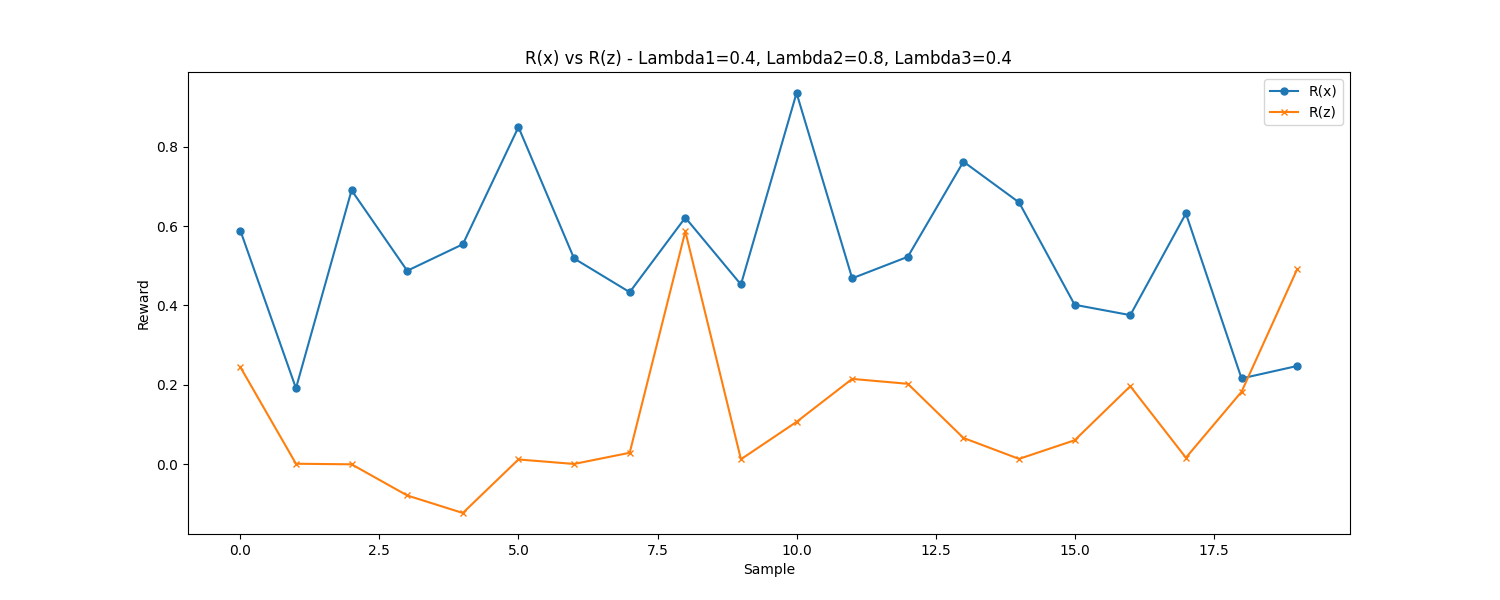 R(x) vs R(z) - Lambda1=0.4, Lambda2=0.8, Lambda3=0.4
R(x)
R(z)
0.8
0.6
0.4
0.2
0.0
Reward
0.0 2.5 5.0 7.5 10.0 12.5 15.0 17.5
Sample